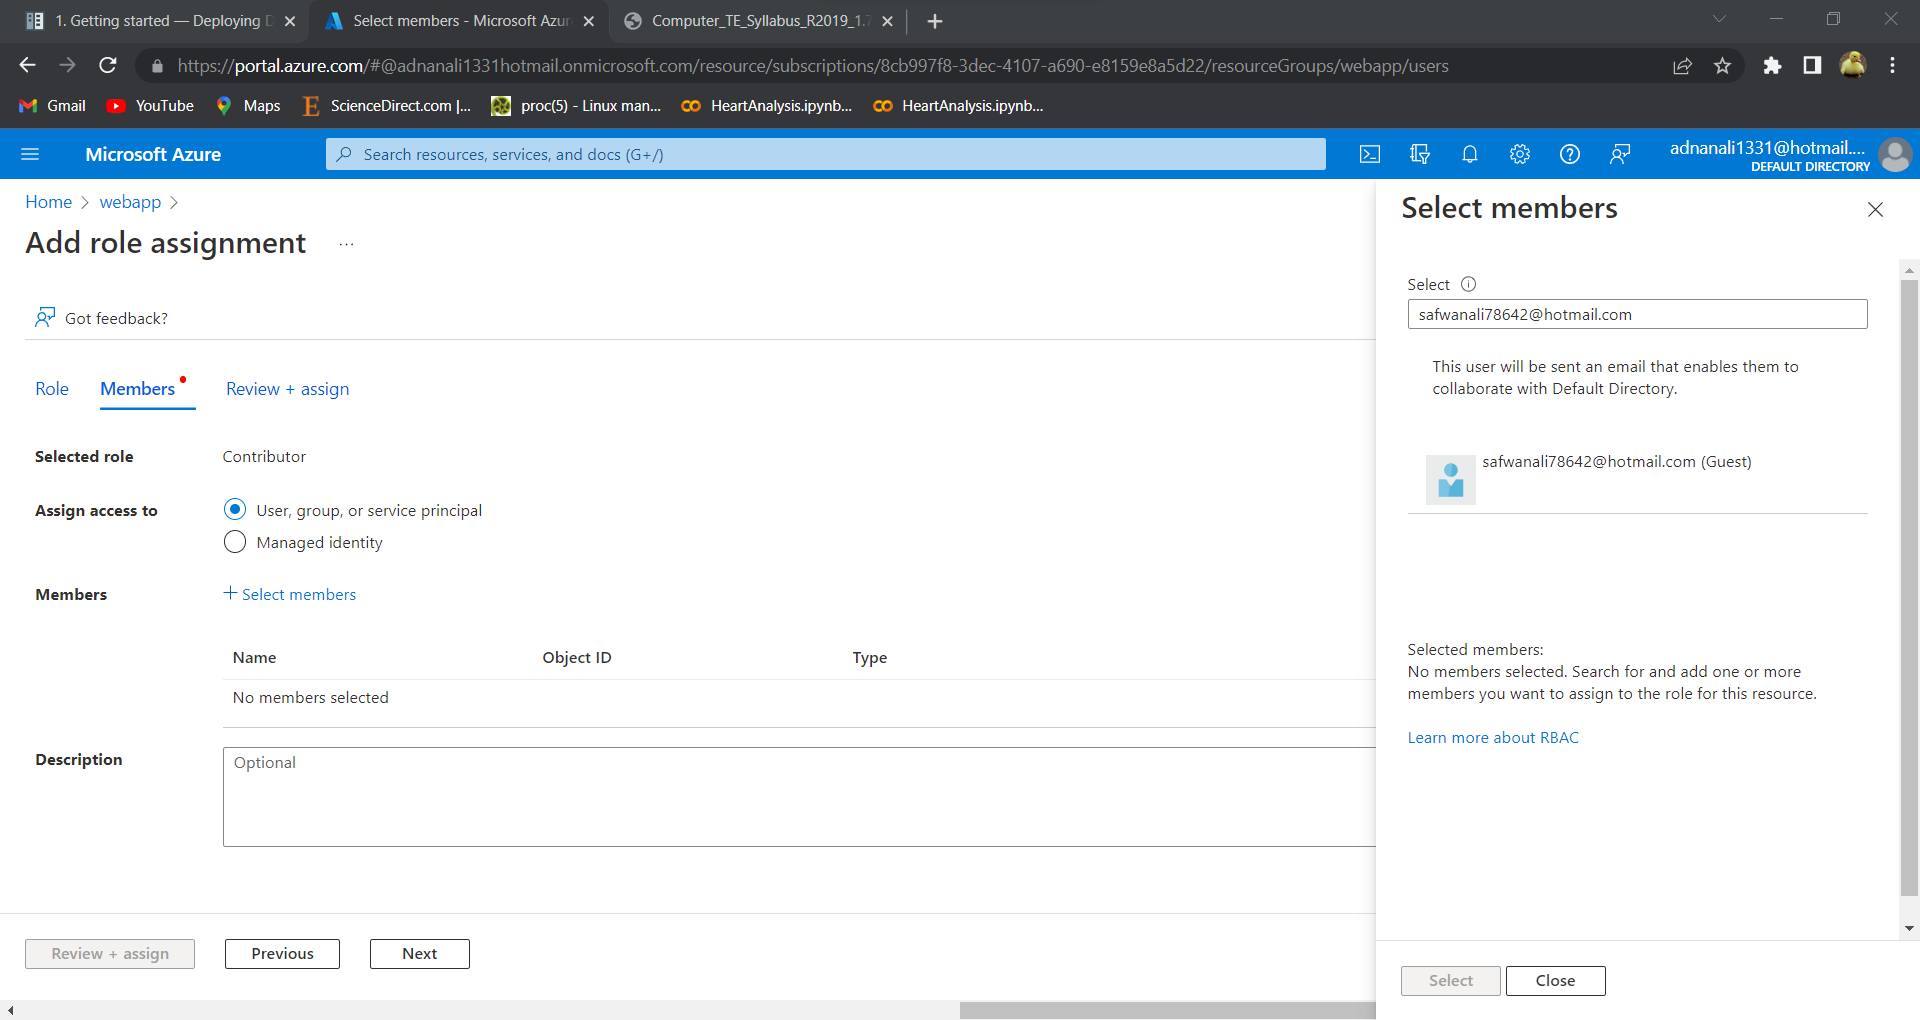 1. Getting started — Deploying D
Select members - Microsoft Azur
Computer_TE_Syllabus_R2019_1.7
https://portal.azure.com/#@adnanali1331hotmail.onmicrosoft.com/resource/subscriptions/8cb997f8-3dec-4107-a690-e8159e8a5d22/resourceGroups/webapp/users
Gmail
YouTube
Maps
ScienceDirect.com |...
proc(5) - Linux man...
HeartAnalysis.ipynb...
HeartAnalysis.ipynb...
Microsoft Azure
Search resources, services, and docs (G+/)
adnanali1331@hotmail....
DEFAULT DIRECTORY
Home > webapp >
Add role assignment ...
Got feedback?
Role
Members
Review + assign
Selected role
Contributor
Assign access to
User, group, or service principal
Managed identity
Members
+ Select members
Name
Object ID
Type
No members selected
Description
Optional
Review + assign
Previous
Next
Select members
Select
safwanali78642@hotmail.com
This user will be sent an email that enables them to
collaborate with Default Directory.
safwanali78642@hotmail.com (Guest)
Selected members:
No members selected. Search for and add one or more
members you want to assign to the role for this resource.
Learn more about RBAC
Select
Close